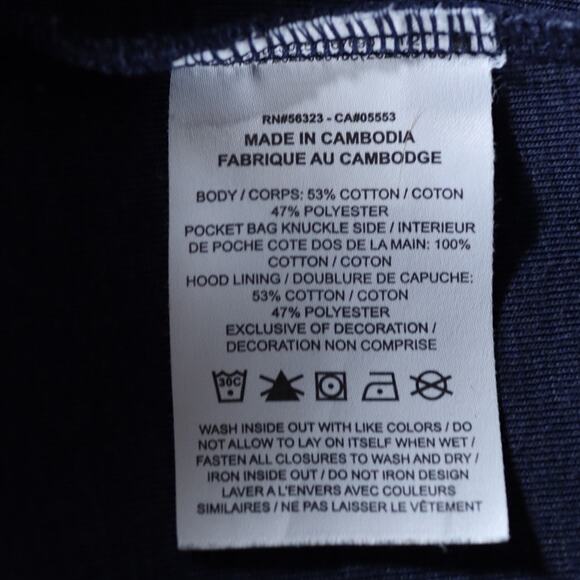 RN#56323 - CA#05553
MADE IN CAMBODIA
FABRIQUE AU CAMBODGE
BODY / CORPS: 53% COTTON / COTON
47% POLYESTER
POCKET BAG KNUCKLE SIDE / INTERIEUR
DE POCHE COTE DOS DE LA MAIN: 100%
COTTON / COTON
HOOD LINING / DOUBLURE DE CAPUCHE:
53% COTTON / COTON
47% POLYESTER
EXCLUSIVE OF DECORATION /
DECORATION NON COMPRISE
30C
WASH INSIDE OUT WITH LIKE COLORS / DO
NOT ALLOW TO LAY ON ITSELF WHEN WET /
FASTEN ALL CLOSURES TO WASH AND DRY /
IRON INSIDE OUT / DO NOT IRON DESIGN
LAVER A L'ENVERS AVEC COULEURS
SIMILAIRES / NE PAS LAISSER LE VÊTEMENT